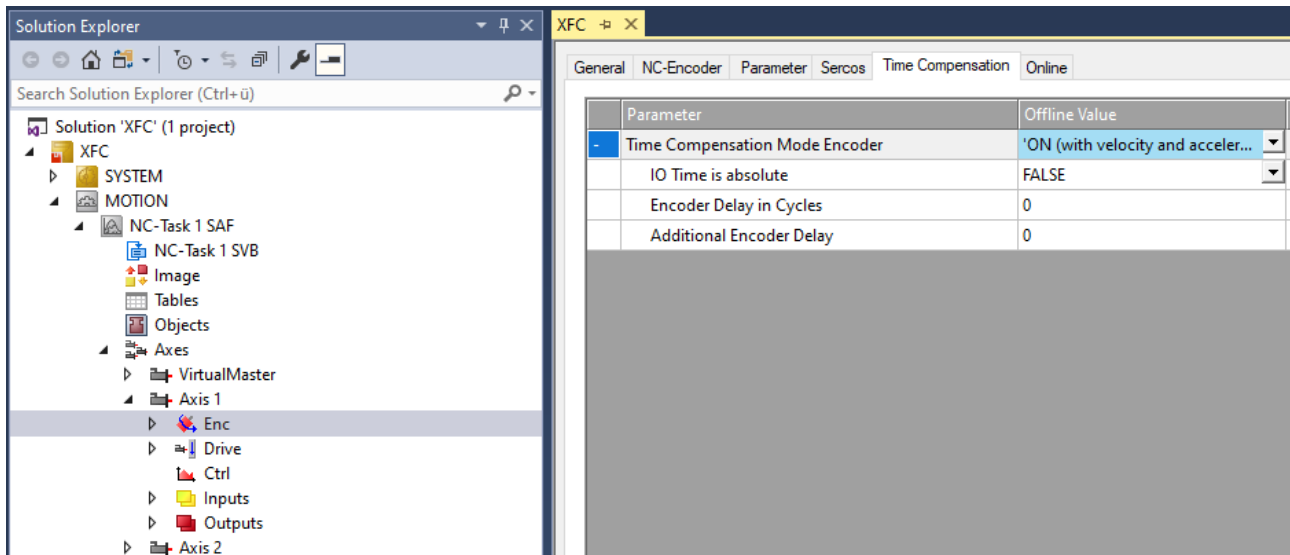 Solution Explorer
Search Solution Explorer (Ctrl+ü)
Solution 'XFC' (1 project)
XFC
SYSTEM
MOTION
NC-Task 1 SAF
NC-Task 1 SVB
Image
Tables
Objects
Axes
VirtualMaster
Axis 1
Enc
Drive
Ctrl
Inputs
Outputs
Axis 2
XFC
General NC-Encoder Parameter Sercos Time Compensation Online
Parameter Offline Value
- Time Compensation Mode Encoder 'ON (with velocity and acceler...
IO Time is absolute FALSE
Encoder Delay in Cycles 0
Additional Encoder Delay 0